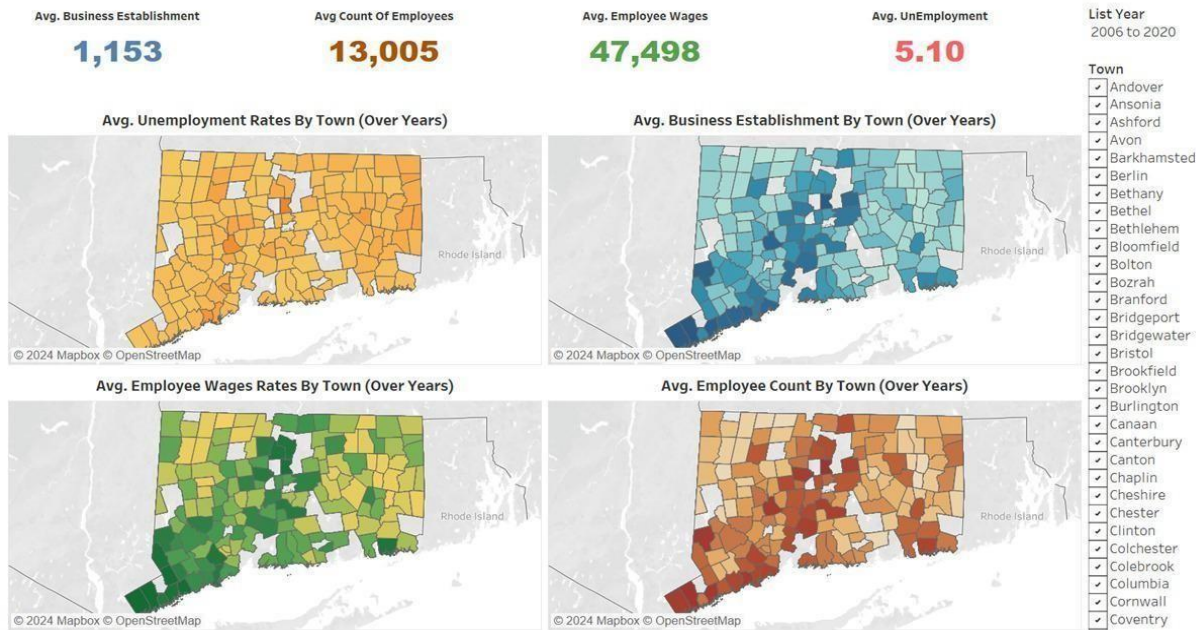 Avg. Business Establishment
1,153
Avg Count Of Employees
13,005
Avg. Employee Wages
47,498
Avg. UnEmployment
5.10
List Year
2006 to 2020
Town
Andover
Ansonia
Ashford
Avon
Barkhamsted
Berlin
Bethany
Bethel
Bethlehem
Bloomfield
Bolton
Bozrah
Branford
Bridgeport
Bridgewater
Bristol
Brookfield
Brooklyn
Burlington
Canaan
Canterbury
Canton
Chaplin
Cheshire
Chester
Clinton
Colchester
Colebrook
Columbia
Cornwall
Coventry
Avg. Unemployment Rates By Town (Over Years)
Rhode Island
© 2024 Mapbox © OpenStreetMap
Avg. Business Establishment By Town (Over Years)
Rhode Island
© 2024 Mapbox © OpenStreetMap
Avg. Employee Wages Rates By Town (Over Years)
Rhode Island
© 2024 Mapbox © OpenStreetMap
Avg. Employee Count By Town (Over Years)
Rhode Island
© 2024 Mapbox © OpenStreetMap